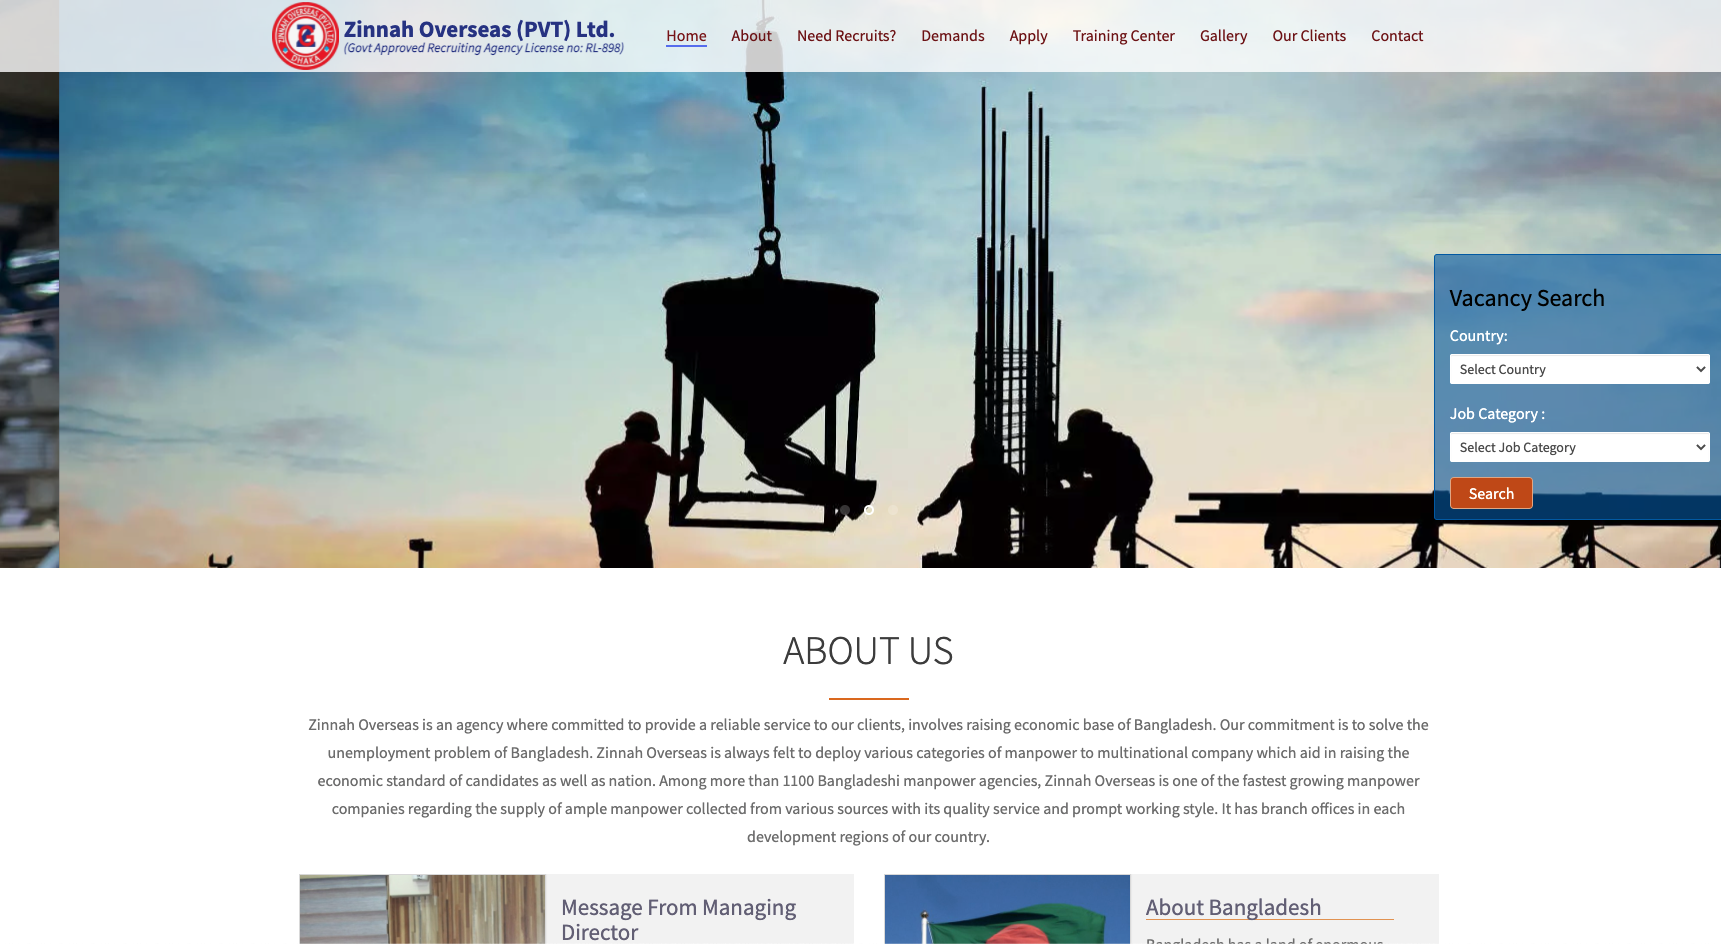 ZINNAH OVERSEAS (PVT) LTD.
DHAKA
Zinnah Overseas (PVT) Ltd.
(Govt Approved Recruiting Agency License no: RL-898)
Home About Need Recruits? Demands Apply Training Center Gallery Our Clients Contact
Vacancy Search
Country:
Select Country
Job Category :
Select Job Category
Search
ABOUT US
Zinnah Overseas is an agency where committed to provide a reliable service to our clients, involves raising economic base of Bangladesh. Our commitment is to solve the
unemployment problem of Bangladesh. Zinnah Overseas is always felt to deploy various categories of manpower to multinational company which aid in raising the
economic standard of candidates as well as nation. Among more than 1100 Bangladeshi manpower agencies, Zinnah Overseas is one of the fastest growing manpower
companies regarding the supply of ample manpower collected from various sources with its quality service and prompt working style. It has branch offices in each
development regions of our country.
Message From Managing
Director
About Bangladesh
Bangladesh has a land of enormous